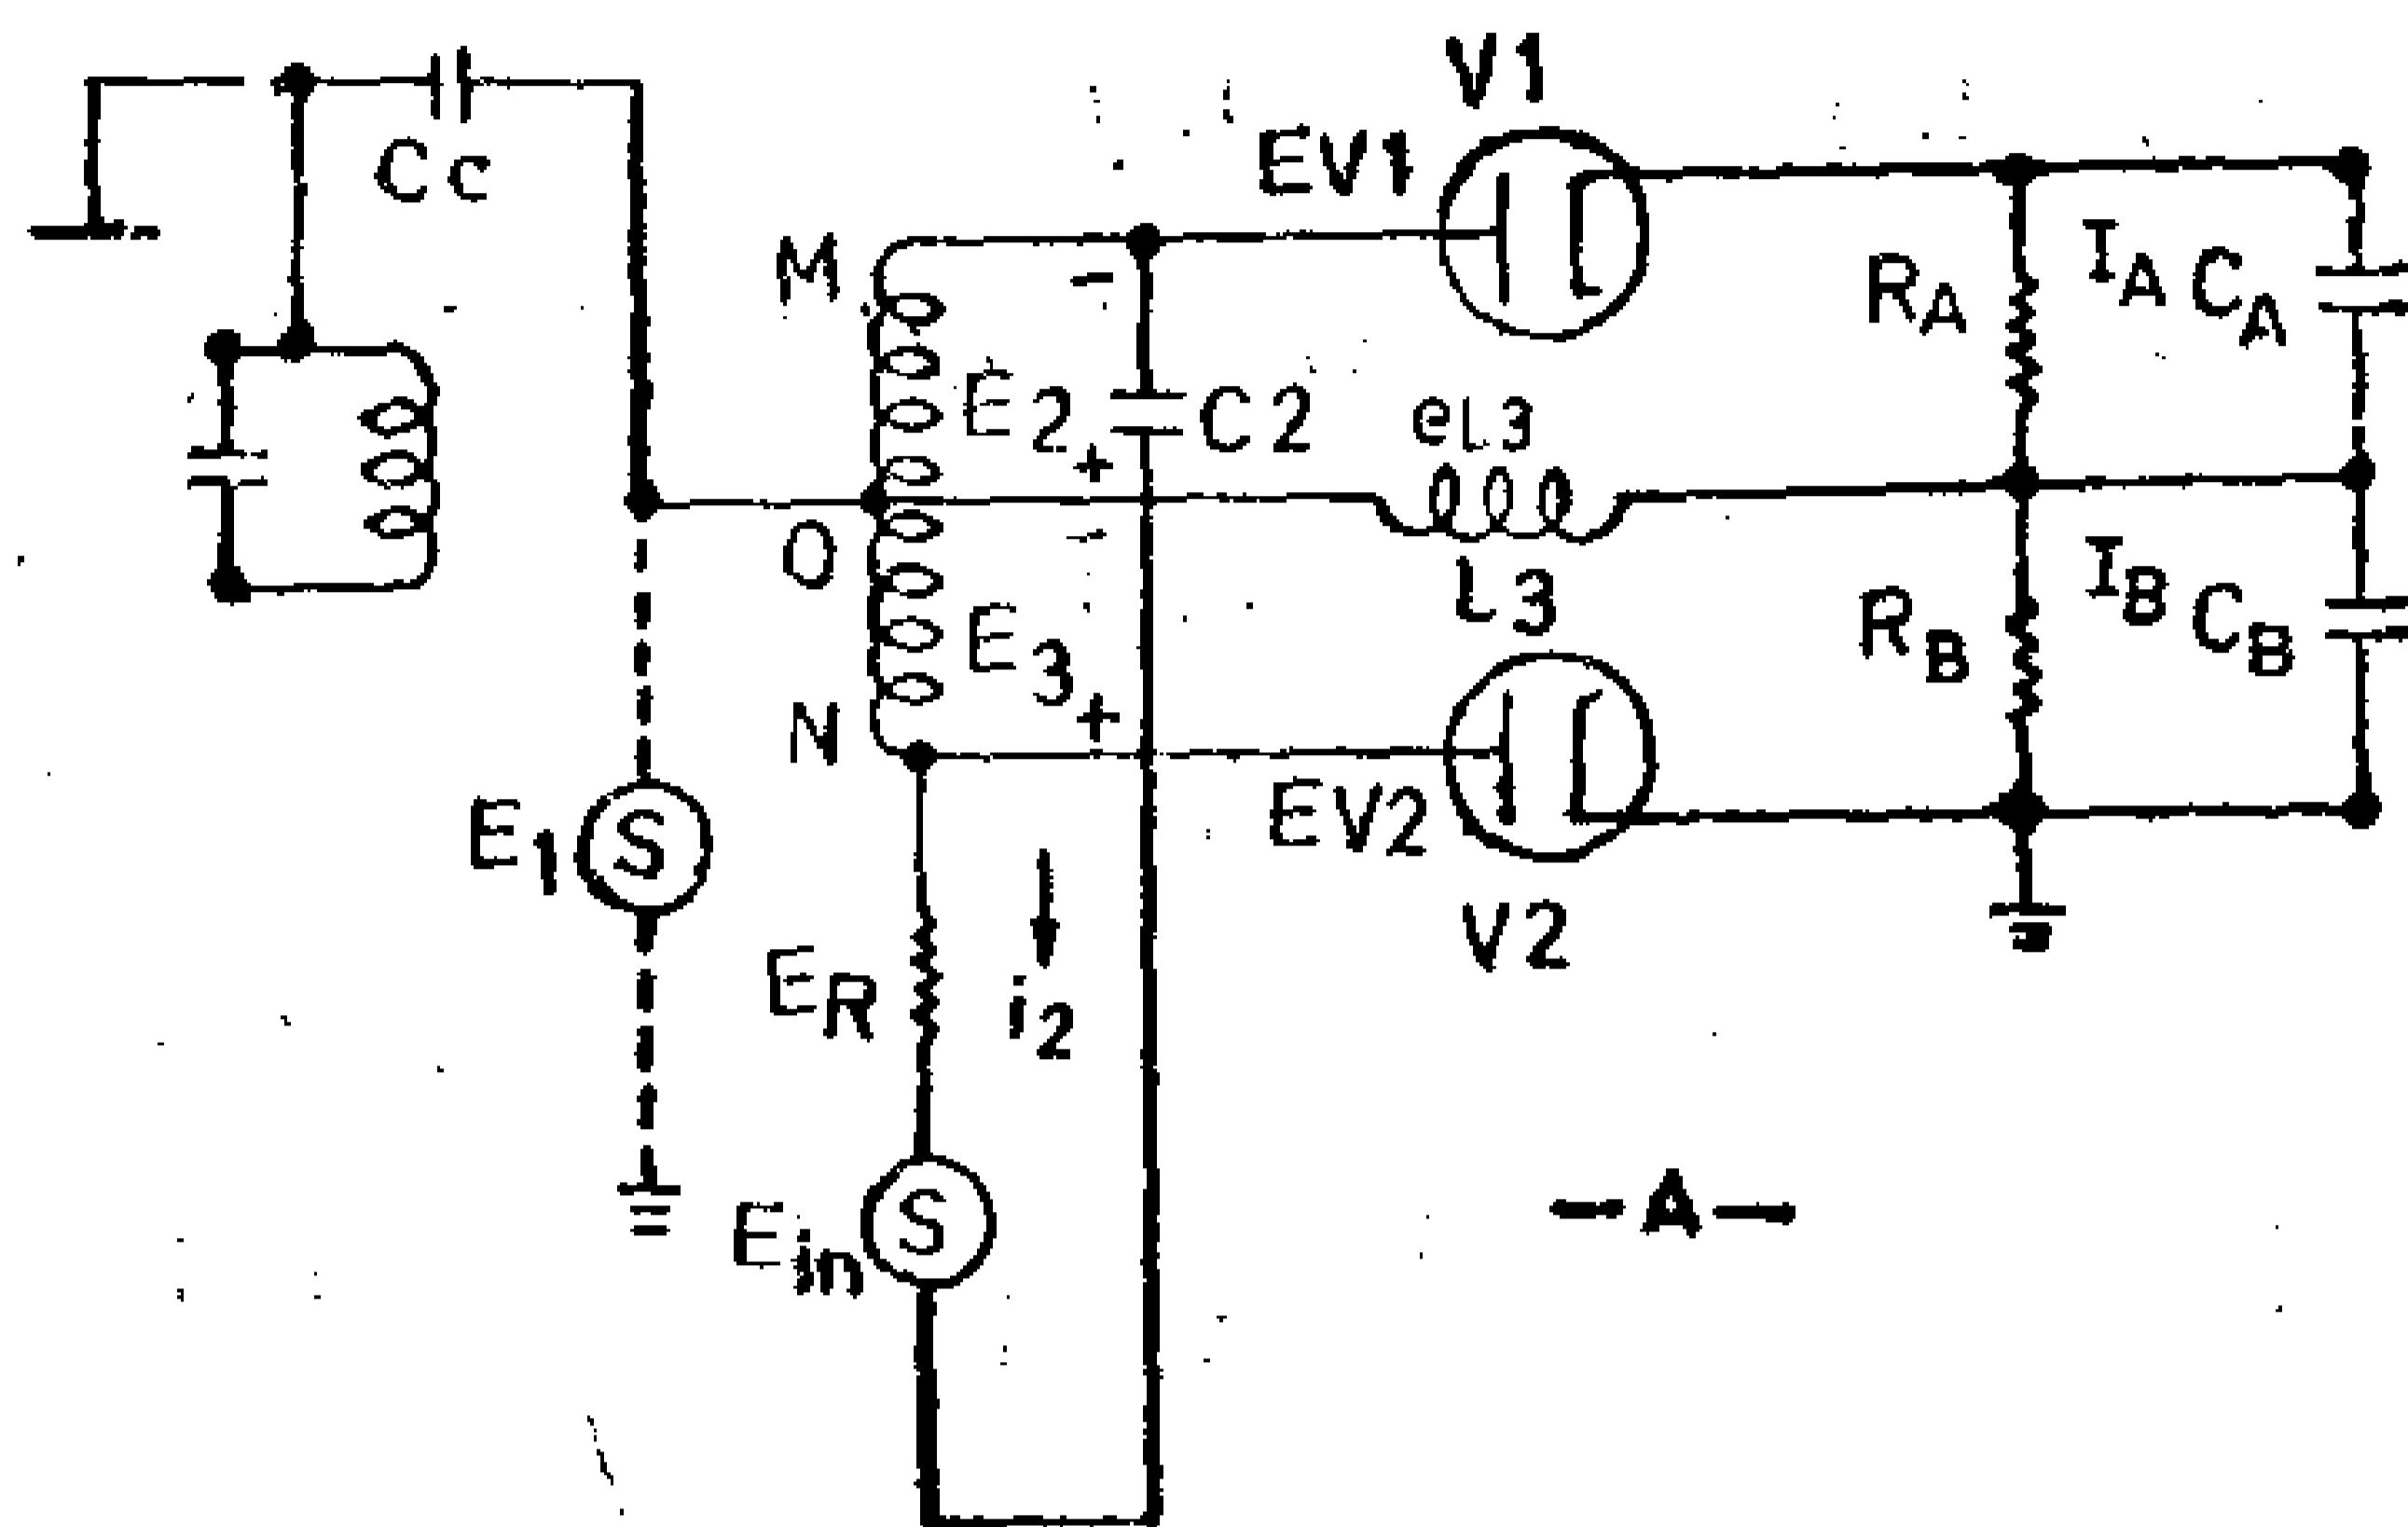 V1
EV1
Cc
M
E2
C2
eL3
RA
IA
CA
O
E3
L3
RB
IB
CB
N
EV2
V2
E1
S
ER
i2
Ein
S
-A-
-
+
-
+